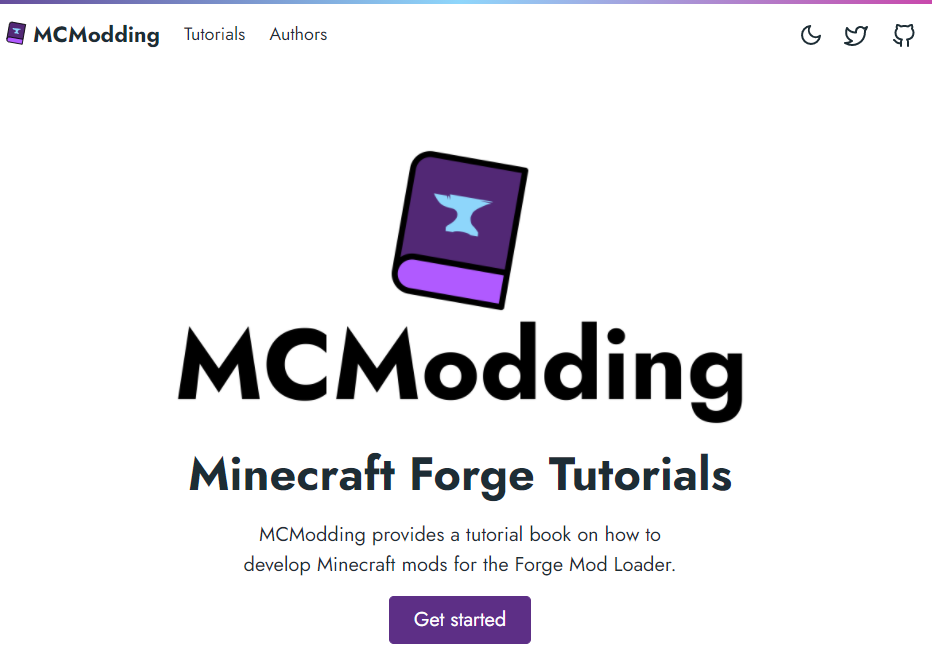 MCModding Tutorials Authors
MCModding
Minecraft Forge Tutorials
MCModding provides a tutorial book on how to
develop Minecraft mods for the Forge Mod Loader.
Get started